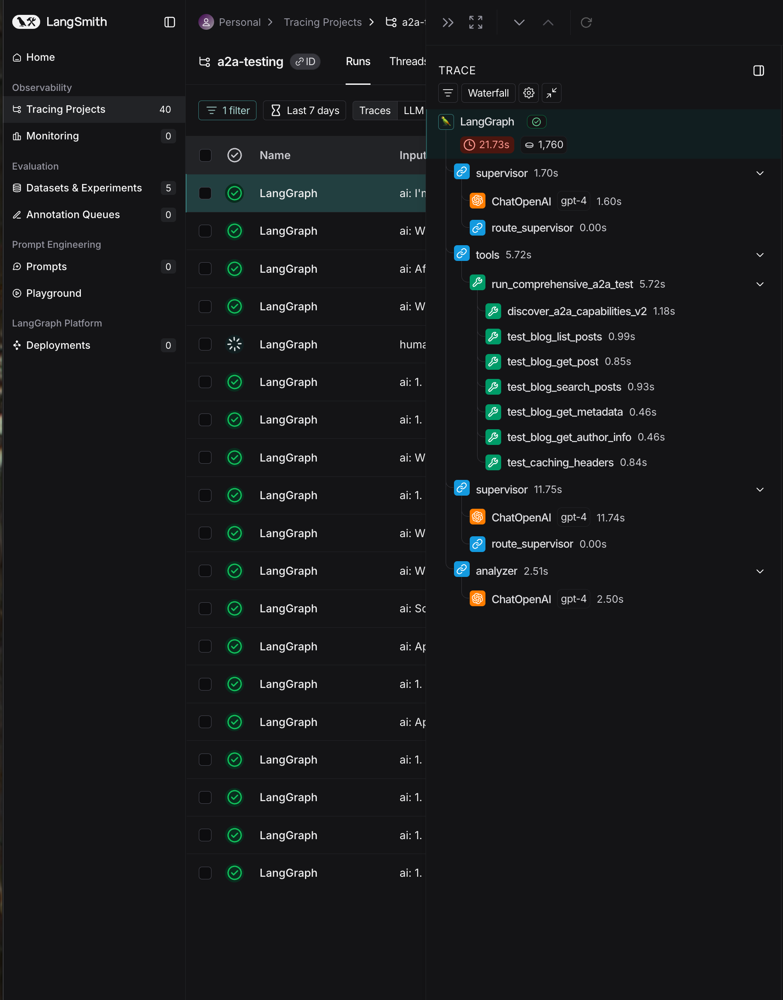 LangSmith
Home
Observability
Tracing Projects 40
Monitoring 0
Evaluation
Datasets & Experiments 5
Annotation Queues 0
Prompt Engineering
Prompts 0
Playground
LangGraph Platform
Deployments 0
Personal > Tracing Projects > a2a-t
a2a-testing ID Runs Threads
1 filter Last 7 days Traces LLM
Name Input
LangGraph ai: I'm
LangGraph ai: W
LangGraph ai: Af
LangGraph ai: W
LangGraph huma
LangGraph ai: 1.
LangGraph ai: 1.
LangGraph ai: W
LangGraph ai: 1.
LangGraph ai: W
LangGraph ai: W
LangGraph ai: So
LangGraph ai: Ap
LangGraph ai: 1.
LangGraph ai: Ap
LangGraph ai: 1.
LangGraph ai: 1.
LangGraph ai: 1.
LangGraph ai: 1.
TRACE
Waterfall
LangGraph
21.73s 1,760
supervisor 1.70s
ChatOpenAI gpt-4 1.60s
route_supervisor 0.00s
tools 5.72s
run_comprehensive_a2a_test 5.72s
discover_a2a_capabilities_v2 1.18s
test_blog_list_posts 0.99s
test_blog_get_post 0.85s
test_blog_search_posts 0.93s
test_blog_get_metadata 0.46s
test_blog_get_author_info 0.46s
test_caching_headers 0.84s
supervisor 11.75s
ChatOpenAI gpt-4 11.74s
route_supervisor 0.00s
analyzer 2.51s
ChatOpenAI gpt-4 2.50s